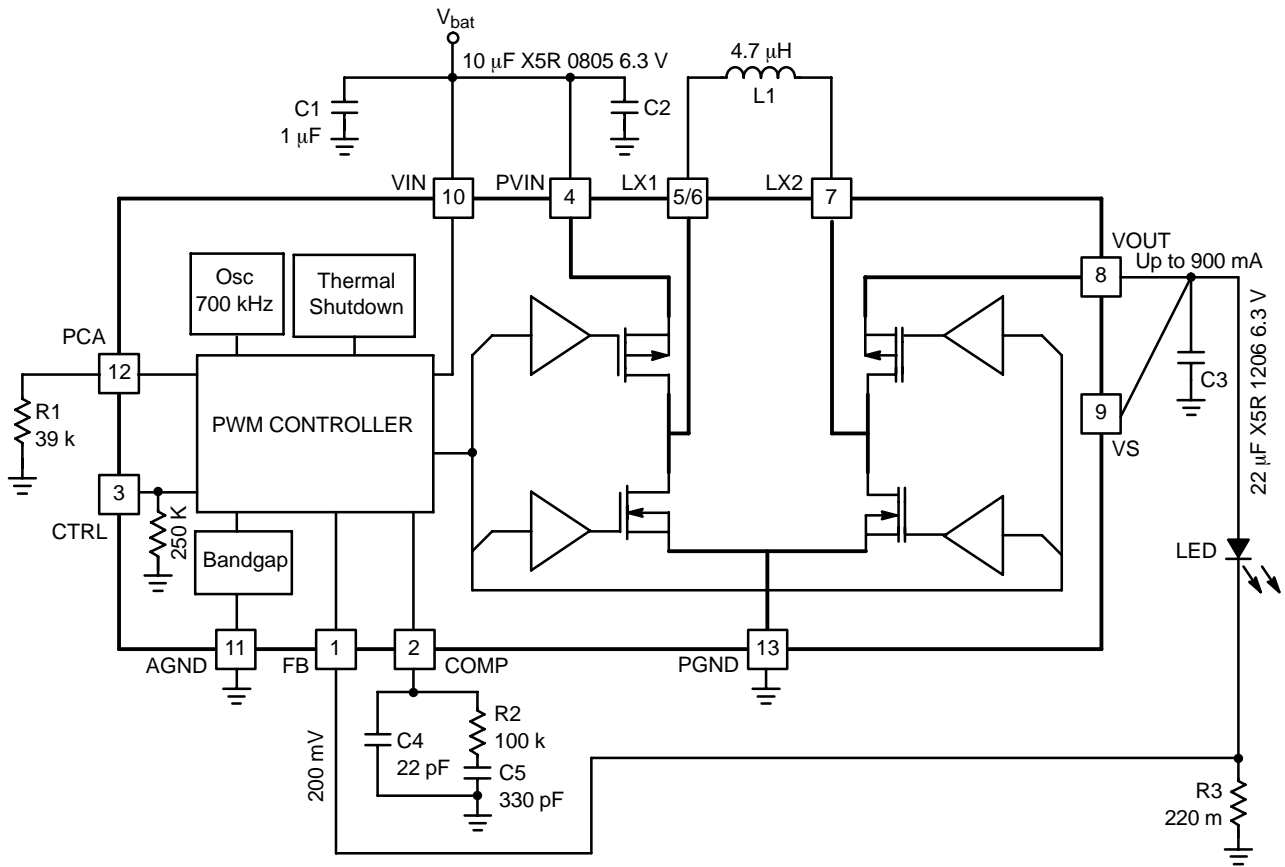 Vbat
10 μF X5R 0805 6.3 V
4.7 μH
L1
C1
1 μF
C2
VIN
10
PVIN
4
LX1
5/6
LX2
7
VOUT
8
Up to 900 mA
Osc
700 kHz
Thermal
Shutdown
PCA
12
R1
39 k
PWM CONTROLLER
C3
22 μF X5R 1206 6.3 V
9
VS
3
CTRL
250 K
Bandgap
LED
AGND
11
FB
1
2
COMP
PGND
13
200 mV
C4
22 pF
R2
100 k
C5
330 pF
R3
220 m